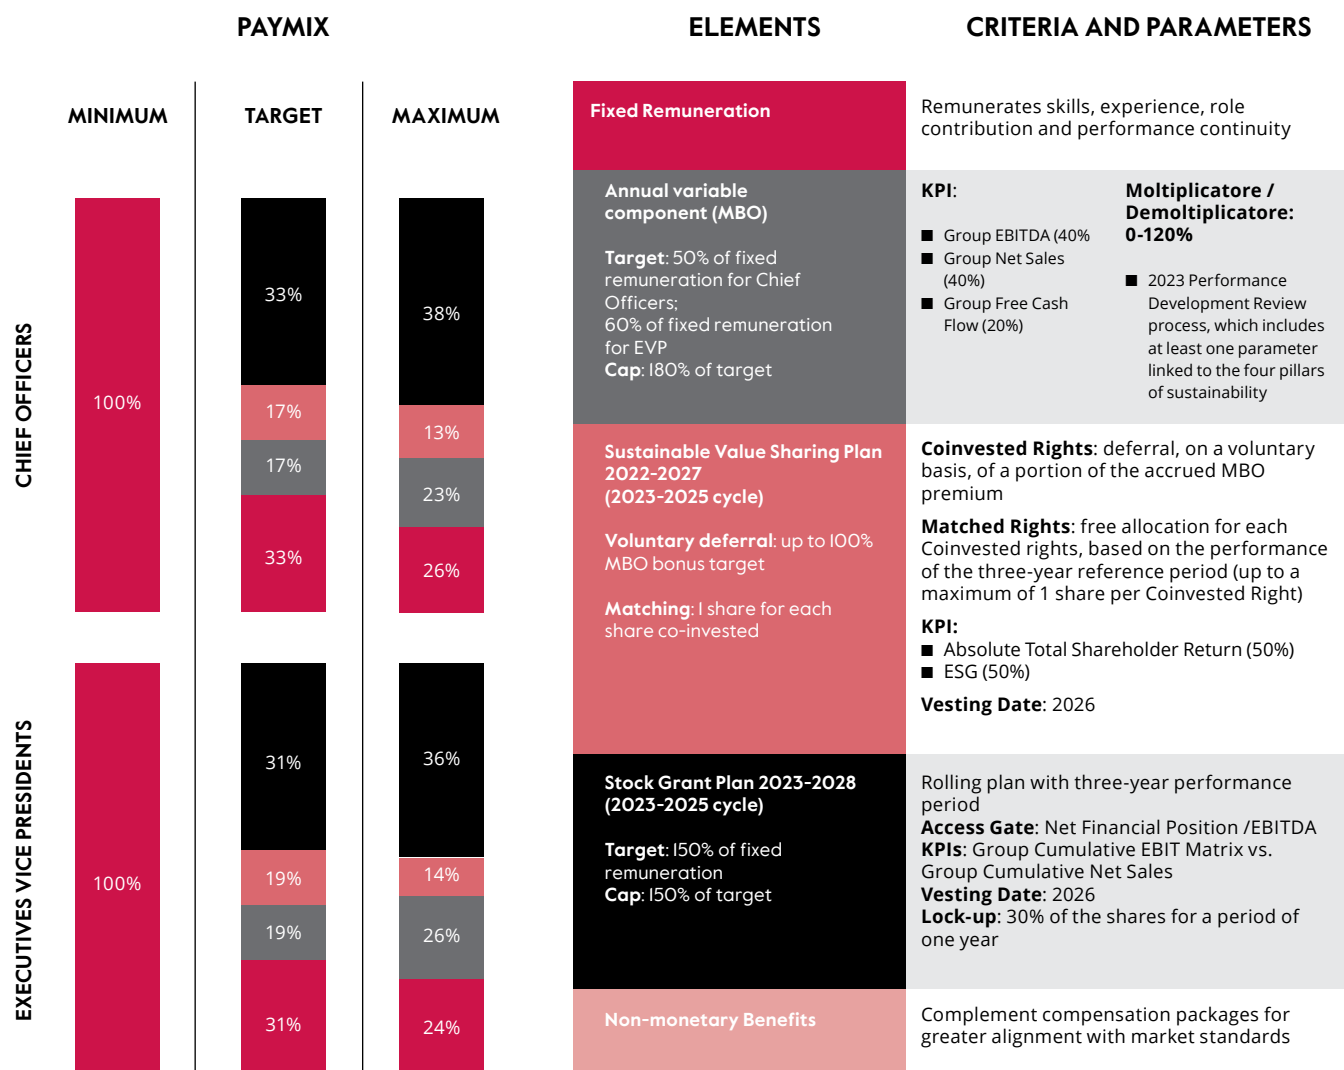 PAYMIX
ELEMENTS
CRITERIA AND PARAMETERS
MINIMUM
TARGET
MAXIMUM
CHIEF OFFICERS
100%
33%
17%
17%
33%
38%
13%
23%
26%
EXECUTIVES VICE PRESIDENTS
100%
31%
19%
19%
31%
36%
14%
26%
24%
Fixed Remuneration
Remunerates skills, experience, role
contribution and performance continuity
Annual variable
component (MBO)
Target: 50% of fixed
remuneration for Chief
Officers;
60% of fixed remuneration
for EVP
Cap: 180% of target
KPI:
■ Group EBITDA (40%
■ Group Net Sales
(40%)
■ Group Free Cash
Flow (20%)
Moltiplicatore /
Demoltiplicatore:
0-120%
■ 2023 Performance
Development Review
process, which includes
at least one parameter
linked to the four pillars
of sustainability
Sustainable Value Sharing Plan
2022-2027
(2023-2025 cycle)
Voluntary deferral: up to 100%
MBO bonus target
Matching: 1 share for each
share co-invested
Coinvested Rights: deferral, on a voluntary
basis, of a portion of the accrued MBO
premium
Matched Rights: free allocation for each
Coinvested rights, based on the performance
of the three-year reference period (up to a
maximum of 1 share per Coinvested Right)
KPI:
■ Absolute Total Shareholder Return (50%)
■ ESG (50%)
Vesting Date: 2026
Stock Grant Plan 2023-2028
(2023-2025 cycle)
Target: 150% of fixed
remuneration
Cap: 150% of target
Rolling plan with three-year performance
period
Access Gate: Net Financial Position /EBITDA
KPIs: Group Cumulative EBIT Matrix vs.
Group Cumulative Net Sales
Vesting Date: 2026
Lock-up: 30% of the shares for a period of
one year
Non-monetary Benefits
Complement compensation packages for
greater alignment with market standards